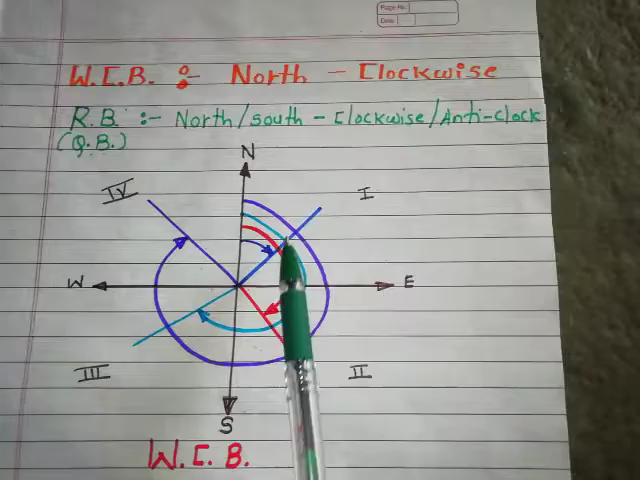 Page No:
Date:
W.C.B. :- North - Clockwise
R.B. :- North/south - clockwise/Anti-clock
(Q.B.)
N
IV
I
W
E
III
II
S
W.C.B.